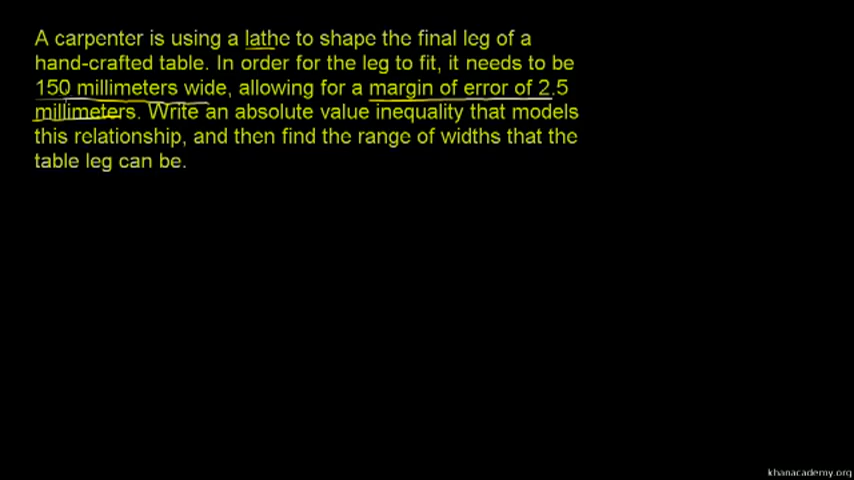 A carpenter is using a lathe to shape the final leg of a
hand-crafted table. In order for the leg to fit, it needs to be
150 millimeters wide, allowing for a margin of error of 2.5
millimeters. Write an absolute value inequality that models
this relationship, and then find the range of widths that the
table leg can be.
khanacademy.org